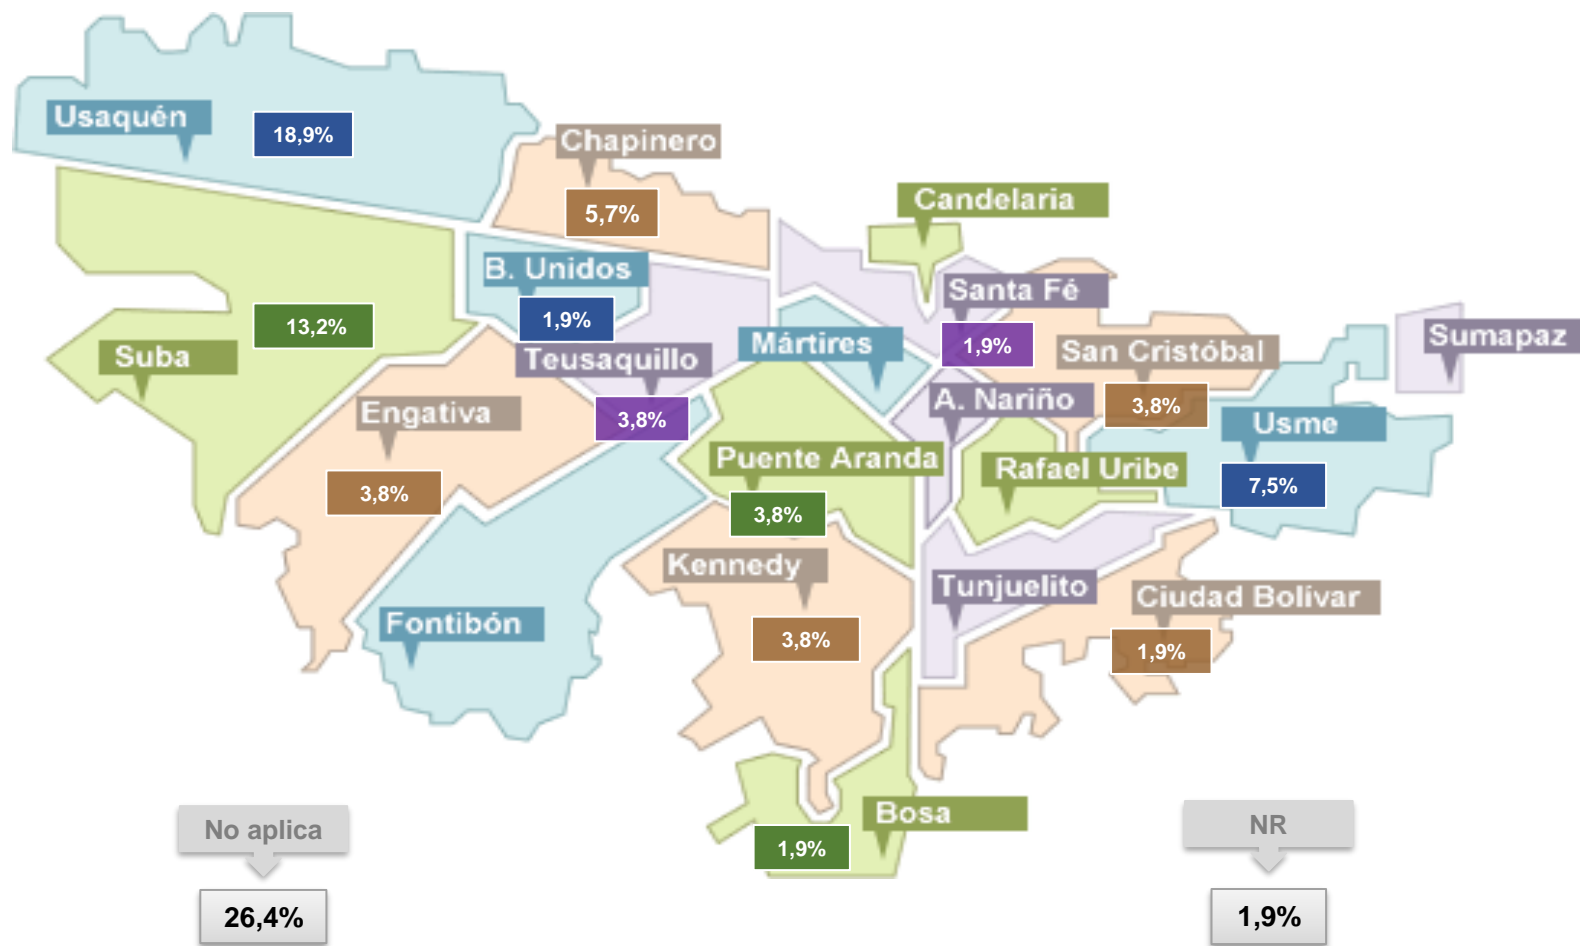 Usaquén
18,9%
Chapinero
5,7%
Candelaria
B. Unidos
1,9%
Santa Fé
1,9%
Suba
13,2%
Teusaquillo
3,8%
Mártires
San Cristóbal
3,8%
Sumapaz
Engativa
3,8%
A. Nariño
Usme
7,5%
Puente Aranda
3,8%
Rafael Uribe
Kennedy
3,8%
Tunjuelito
Ciudad Bolivar
1,9%
Fontibón
Bosa
1,9%
No aplica
26,4%
NR
1,9%